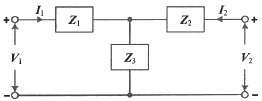 I1 I2
+ Z1 Z2 +
V1 Z3 V2
− −